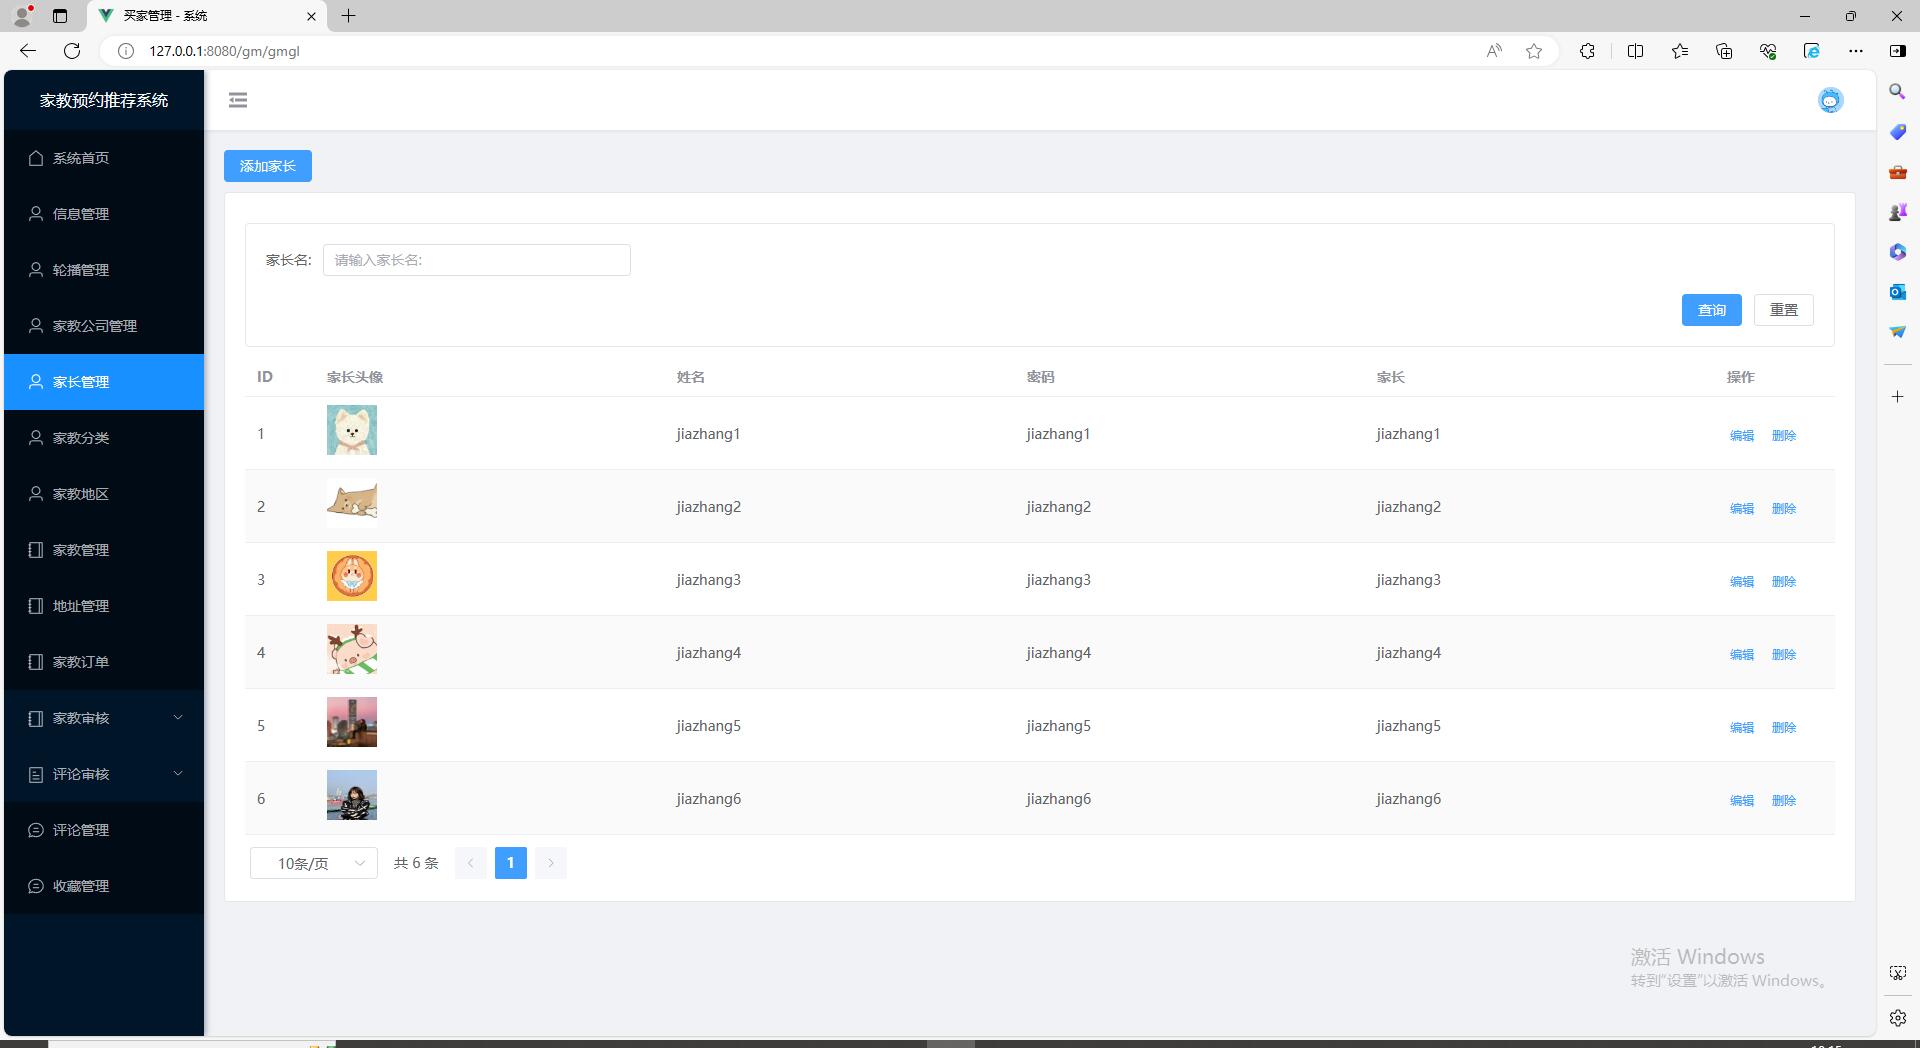 买家管理 - 系统
127.0.0.1:8080/gm/gmgl
家教预约推荐系统
系统首页
信息管理
轮播管理
家教公司管理
家长管理
家教分类
家教地区
家教管理
地址管理
家教订单
家教审核
评论审核
评论管理
收藏管理
添加家长
家长名: 请输入家长名:
查询 重置
ID 家长头像 姓名 密码 家长 操作
1 jiazhang1 jiazhang1 jiazhang1 编辑 删除
2 jiazhang2 jiazhang2 jiazhang2 编辑 删除
3 jiazhang3 jiazhang3 jiazhang3 编辑 删除
4 jiazhang4 jiazhang4 jiazhang4 编辑 删除
5 jiazhang5 jiazhang5 jiazhang5 编辑 删除
6 jiazhang6 jiazhang6 jiazhang6 编辑 删除
10条/页 共 6 条 1
激活 Windows
转到“设置”以激活 Windows。